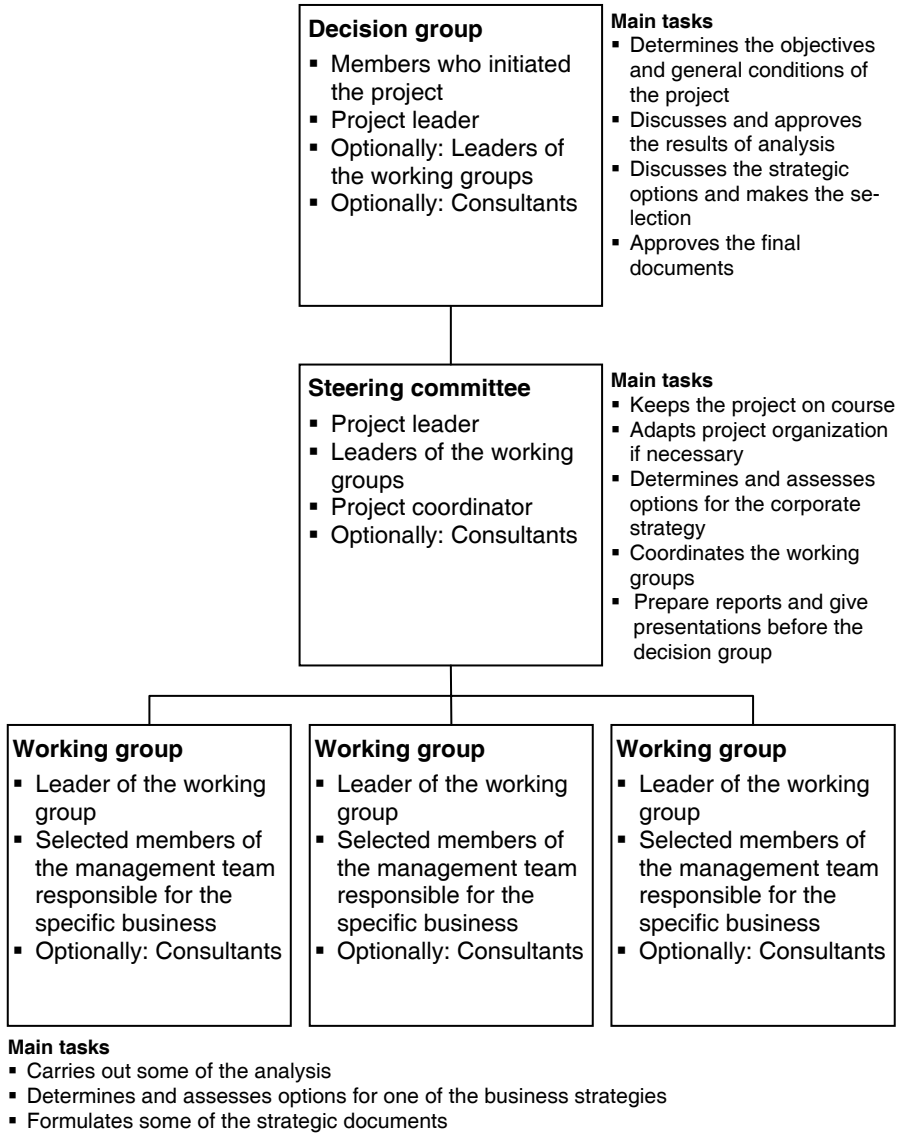 Decision group
▪ Members who initiated
the project
▪ Project leader
▪ Optionally: Leaders of
the working groups
▪ Optionally: Consultants
Main tasks
▪ Determines the objectives
and general conditions of
the project
▪ Discusses and approves
the results of analysis
▪ Discusses the strategic
options and makes the se-
lection
▪ Approves the final
documents
Steering committee
▪ Project leader
▪ Leaders of the working
groups
▪ Project coordinator
▪ Optionally: Consultants
Main tasks
▪ Keeps the project on course
▪ Adapts project organization
if necessary
▪ Determines and assesses
options for the corporate
strategy
▪ Coordinates the working
groups
▪ Prepare reports and give
presentations before the
decision group
Working group
▪ Leader of the working
group
▪ Selected members of
the management team
responsible for the
specific business
▪ Optionally: Consultants
Working group
▪ Leader of the working
group
▪ Selected members of
the management team
responsible for the
specific business
▪ Optionally: Consultants
Working group
▪ Leader of the working
group
▪ Selected members of
the management team
responsible for the
specific business
▪ Optionally: Consultants
Main tasks
▪ Carries out some of the analysis
▪ Determines and assesses options for one of the business strategies
▪ Formulates some of the strategic documents